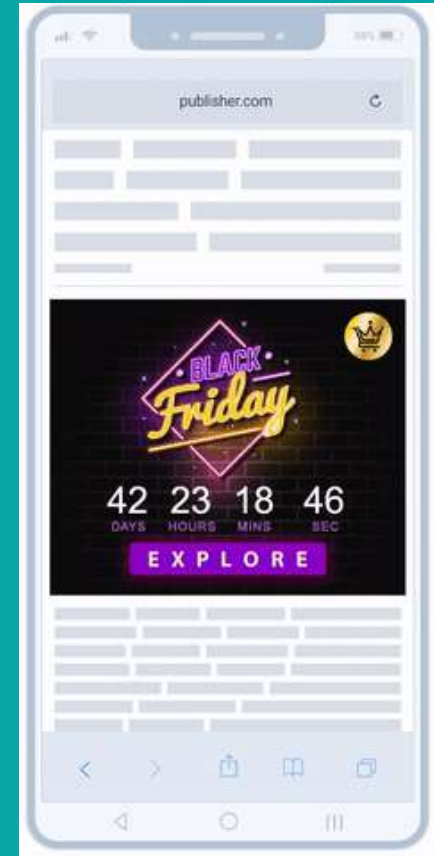 publisher.com
BLACK
Friday
42 23 18 46
DAYS HOURS MINS SEC
EXPLORE